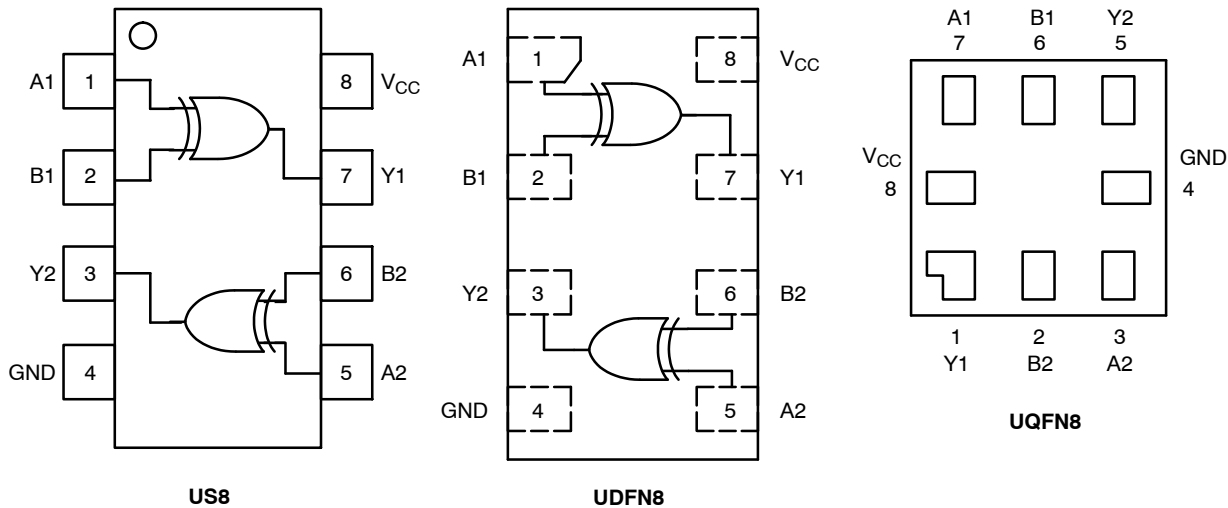 A1 1 8 VCC
B1 2 7 Y1
Y2 3 6 B2
GND 4 5 A2
US8
A1 1 8 VCC
B1 2 7 Y1
Y2 3 6 B2
GND 4 5 A2
UDFN8
A1 B1 Y2
7 6 5
VCC GND
8 4
1 2 3
Y1 B2 A2
UQFN8